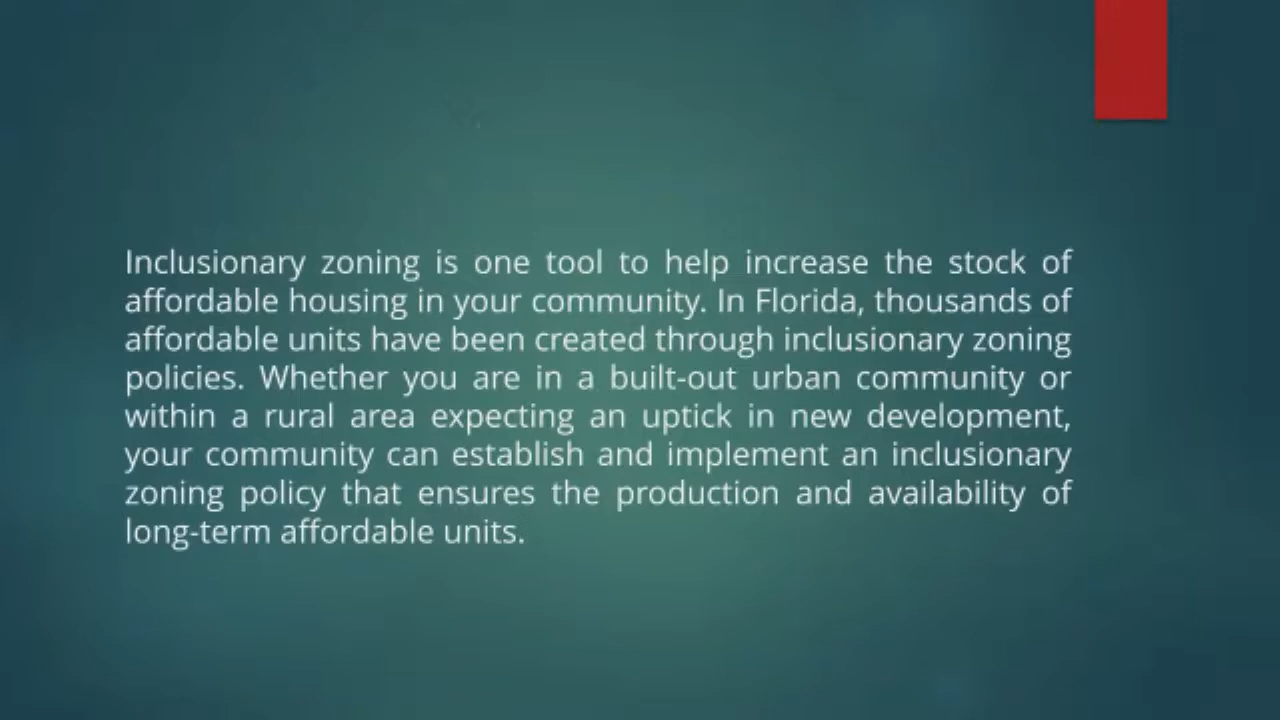 Inclusionary zoning is one tool to help increase the stock of
affordable housing in your community. In Florida, thousands of
affordable units have been created through inclusionary zoning
policies. Whether you are in a built-out urban community or
within a rural area expecting an uptick in new development,
your community can establish and implement an inclusionary
zoning policy that ensures the production and availability of
long-term affordable units.